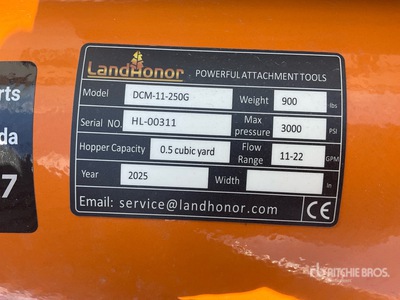 LandHonor POWERFUL ATTACHMENT TOOLS
Model DCM-11-250G Weight 900 lbs
Serial NO. HL-00311 Max pressure 3000 PSI
Hopper Capacity 0.5 cubic yard Flow Range 11-22 GPM
Year 2025 Width in
Email: service@landhonor.com CE
rts
da
7
rb Ritchie Bros.